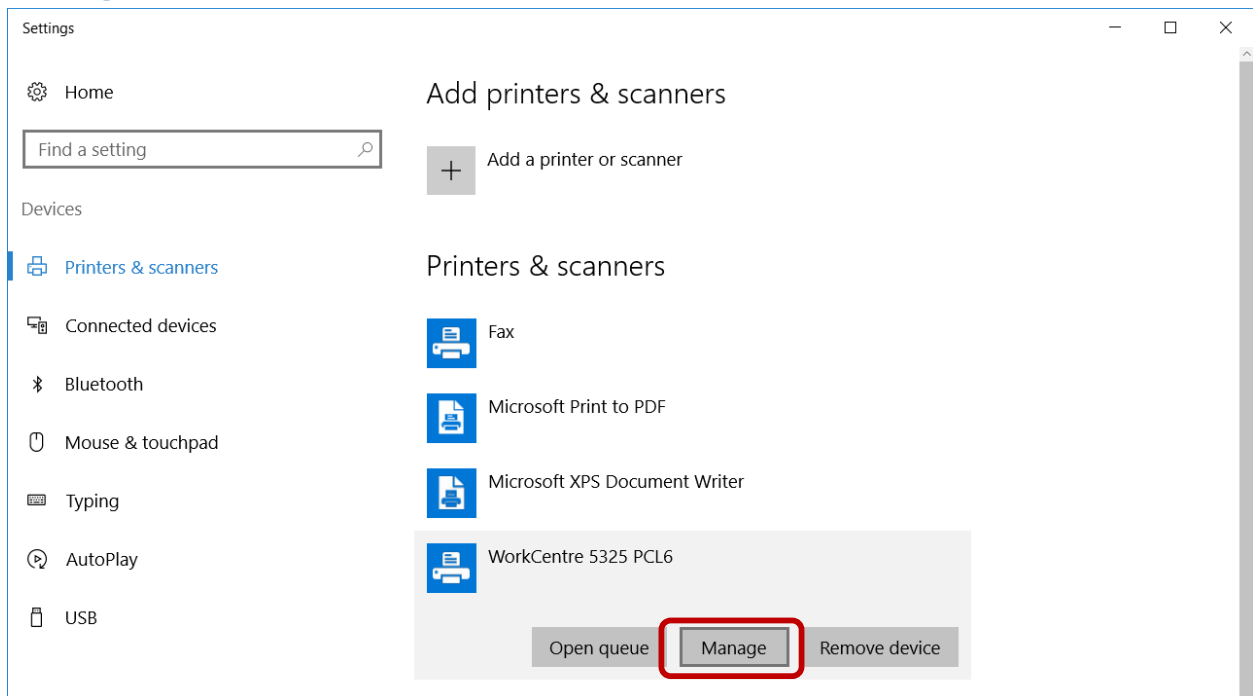 Settings
Home
Find a setting
Devices
Printers & scanners
Connected devices
Bluetooth
Mouse & touchpad
Typing
AutoPlay
USB
Add printers & scanners
Add a printer or scanner
Printers & scanners
Fax
Microsoft Print to PDF
Microsoft XPS Document Writer
WorkCentre 5325 PCL6
Open queue Manage Remove device